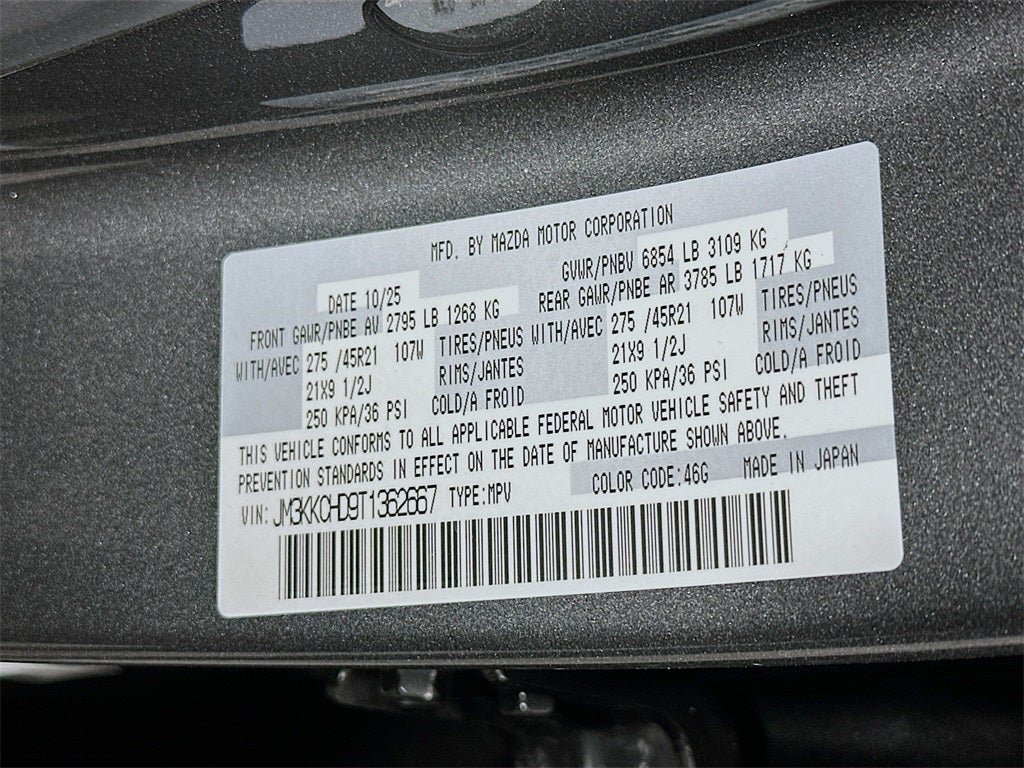 MFD. BY MAZDA MOTOR CORPORATION
DATE 10/25 GVWR/PNBV 6854 LB 3109 KG
FRONT GAWR/PNBE AV 2795 LB 1268 KG REAR GAWR/PNBE AR 3785 LB 1717 KG
WITH/AVEC 275 /45R21 107W TIRES/PNEUS WITH/AVEC 275 /45R21 107W TIRES/PNEUS
21X9 1/2J RIMS/JANTES 21X9 1/2J RIMS/JANTES
250 KPA/36 PSI COLD/A FROID 250 KPA/36 PSI COLD/A FROID
THIS VEHICLE CONFORMS TO ALL APPLICABLE FEDERAL MOTOR VEHICLE SAFETY AND THEFT
PREVENTION STANDARDS IN EFFECT ON THE DATE OF MANUFACTURE SHOWN ABOVE.
VIN: JM3KKCHD9T1362667 TYPE:MPV COLOR CODE:46G MADE IN JAPAN